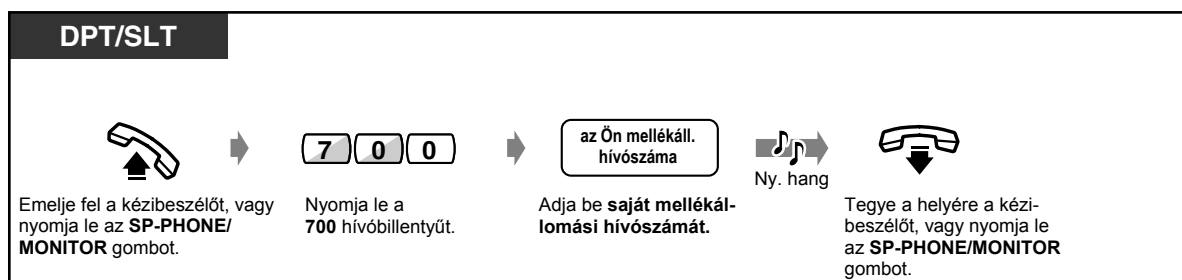 DPT/SLT
7 0 0
az Ön mellékáll.
hívószáma
Ny. hang
Emelje fel a kézibeszélőt, vagy
nyomja le az SP-PHONE/
MONITOR gombot.
Nyomja le a
700 hívóbillentyűt.
Adja be saját mellékál-
lomási hívószámát.
Tegye a helyére a kézi-
beszélőt, vagy nyomja le
az SP-PHONE/MONITOR
gombot.